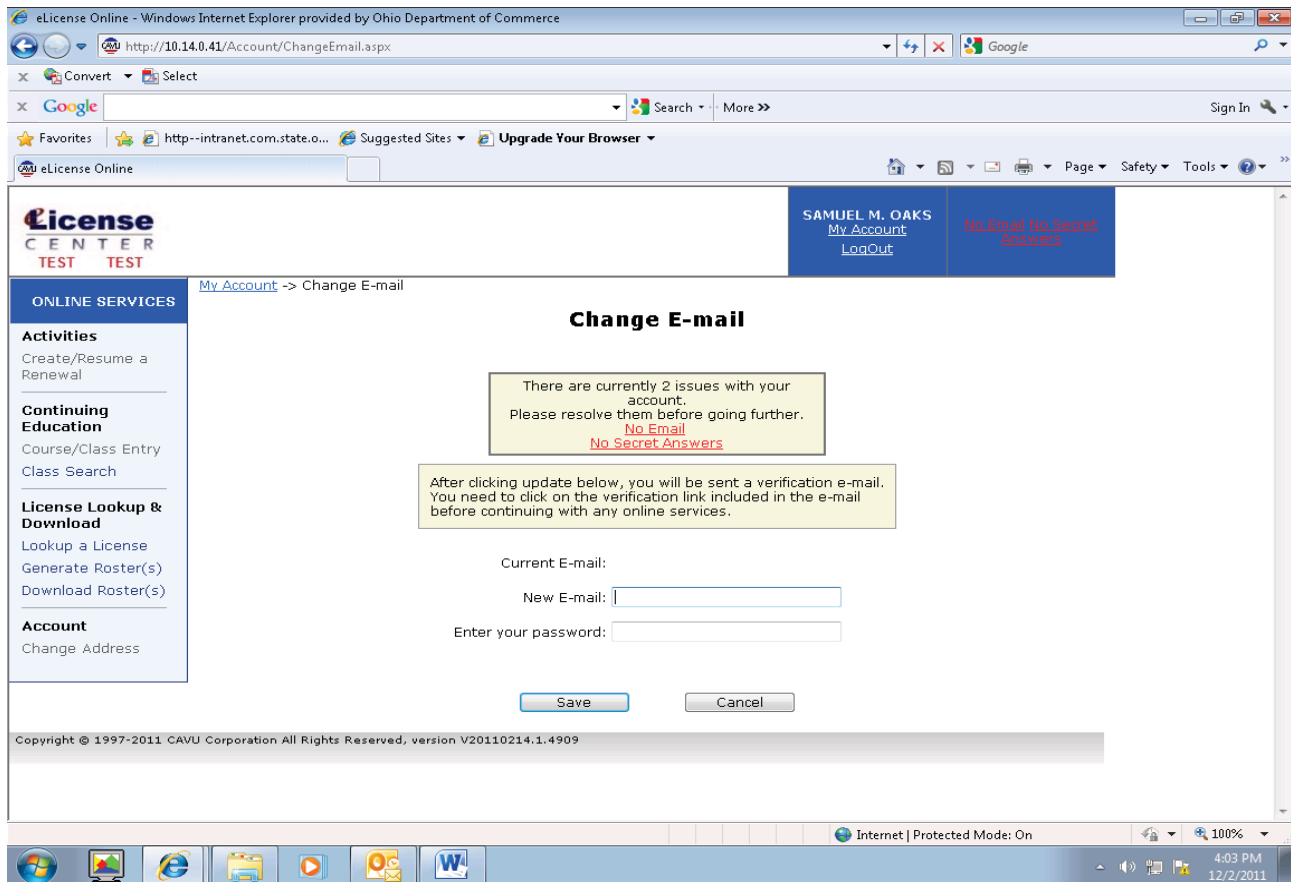 eLicense Online - Windows Internet Explorer provided by Ohio Department of Commerce
http://10.14.0.41/Account/ChangeEmail.aspx
Google
x Convert Select
x Google Search More >> Sign In
Favorites http--intranet.com.state.o... Suggested Sites Upgrade Your Browser
CAVU eLicense Online
Page Safety Tools
eLicense
CENTER
TEST TEST
SAMUEL M. OAKS
My Account
LogOut
No Email No Secret
Answers
ONLINE SERVICES
Activities
Create/Resume a
Renewal
Continuing
Education
Course/Class Entry
Class Search
License Lookup &
Download
Lookup a License
Generate Roster(s)
Download Roster(s)
Account
Change Address
My Account -> Change E-mail
Change E-mail
There are currently 2 issues with your
account.
Please resolve them before going further.
No Email
No Secret Answers
After clicking update below, you will be sent a verification e-mail.
You need to click on the verification link included in the e-mail
before continuing with any online services.
Current E-mail:
New E-mail:
Enter your password:
Save Cancel
Copyright © 1997-2011 CAVU Corporation All Rights Reserved, version V20110214.1.4909
Internet | Protected Mode: On
100%
4:03 PM
12/2/2011